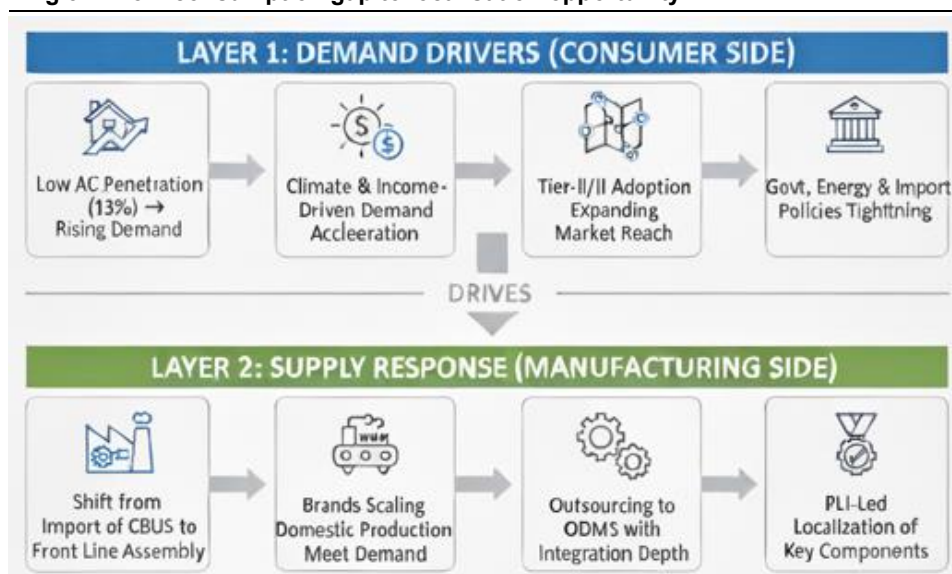 LAYER 1: DEMAND DRIVERS (CONSUMER SIDE)
Low AC Penetration
(13%) →
Rising Demand
Climate & Income-
Driven Demand
Accleeration
Tier-II/II Adoption
Expanding
Market Reach
Govt, Energy & Import
Policies Tightning
DRIVES
LAYER 2: SUPPLY RESPONSE (MANUFACTURING SIDE)
Shift from
Import of CBUS to
Front Line Assembly
Brands Scaling
Domestic Production
Meet Demand
Outsourcing to
ODMS with
Integration Depth
PLI-Led
Localization of
Key Components